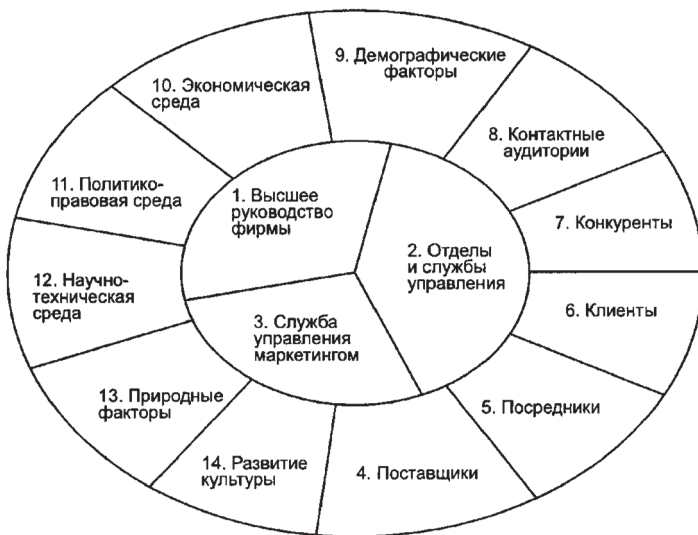 9. Демографические
факторы
10. Экономическая
среда
8. Контактные
аудитории
11. Политико-
правовая среда
1. Высшее
руководство
фирмы
7. Конкуренты
2. Отделы
и службы
управления
12. Научно-
техническая
среда
6. Клиенты
3. Служба
управления
маркетингом
13. Природные
факторы
5. Посредники
14. Развитие
культуры
4. Поставщики